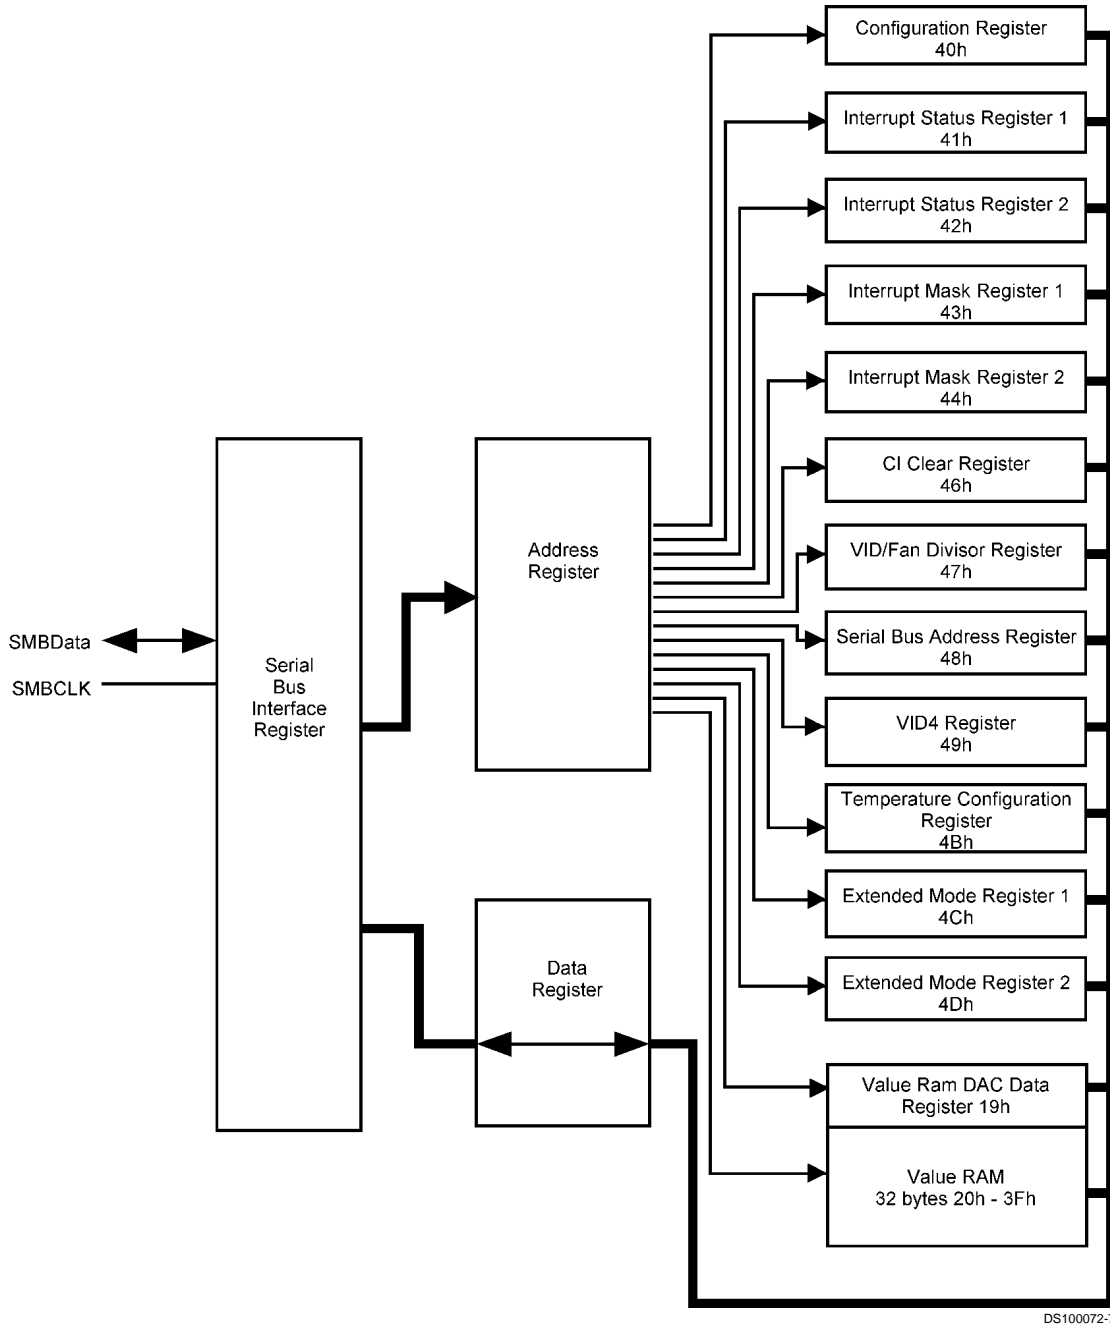 Configuration Register
40h
Interrupt Status Register 1
41h
Interrupt Status Register 2
42h
Interrupt Mask Register 1
43h
Interrupt Mask Register 2
44h
CI Clear Register
46h
VID/Fan Divisor Register
47h
Serial Bus Address Register
48h
VID4 Register
49h
Temperature Configuration
Register
4Bh
Extended Mode Register 1
4Ch
Extended Mode Register 2
4Dh
Value Ram DAC Data
Register 19h
Value RAM
32 bytes 20h - 3Fh
Address
Register
SMBData
SMBCLK
Serial
Bus
Interface
Register
Data
Register